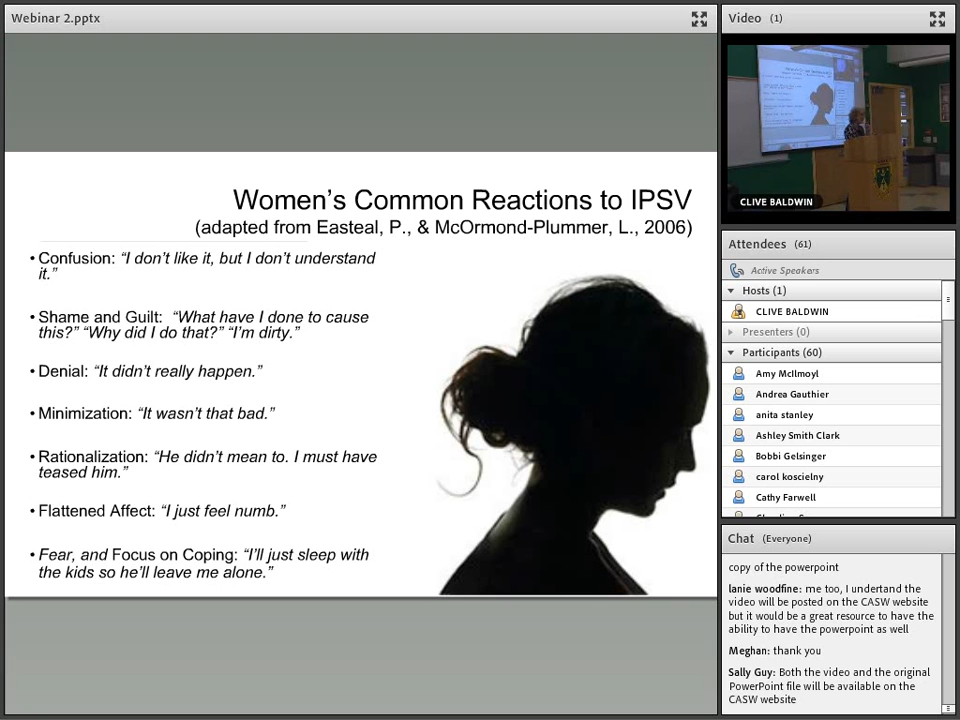 Webinar 2.pptx
Women’s Common Reactions to IPSV
(adapted from Easteal, P., & McOrmond-Plummer, L., 2006)
• Confusion: “I don’t like it, but I don’t understand
it.”
• Shame and Guilt: “What have I done to cause
this?” “Why did I do that?” “I’m dirty.”
• Denial: “It didn’t really happen.”
• Minimization: “It wasn’t that bad.”
• Rationalization: “He didn’t mean to. I must have
teased him.”
• Flattened Affect: “I just feel numb.”
• Fear, and Focus on Coping: “I’ll just sleep with
the kids so he’ll leave me alone.”
Video (1)
CLIVE BALDWIN
Attendees (61)
Active Speakers
Hosts (1)
CLIVE BALDWIN
Presenters (0)
Participants (60)
Amy McIlmoyl
Andrea Gauthier
anita stanley
Ashley Smith Clark
Bobbi Gelsinger
carol koscielny
Cathy Farwell
Chat (Everyone)
copy of the powerpoint
lanie woodfine: me too, I undertand the
video will be posted on the CASW website
but it would be a great resource to have the
ability to have the powerpoint as well
Meghan: thank you
Sally Guy: Both the video and the original
PowerPoint file will be available on the
CASW website